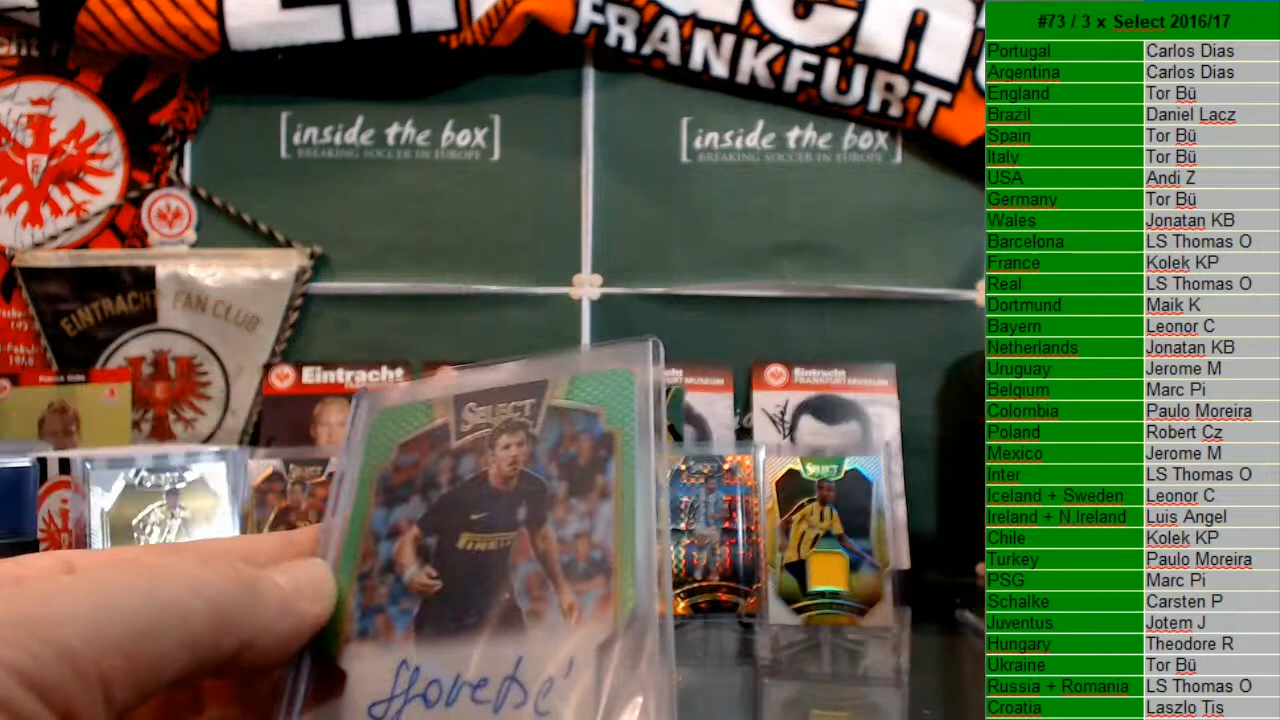 FRANKFURT
[inside the box]
BREAKING SOCCER IN EUROPE
[inside the box]
BREAKING SOCCER IN EUROPE
EINTRACHT FAN CLUB
Eintracht
Eintracht
FRANKFURT MUSEUM
SELECT
PIRELLI
SELECT
#73 / 3 x Select 2016/17
Portugal Carlos Dias
Argentina Carlos Dias
England Tor Bü
Brazil Daniel Lacz
Spain Tor Bü
Italy Tor Bü
USA Andi Z
Germany Tor Bü
Wales Jonatan KB
Barcelona LS Thomas O
France Kolek KP
Real LS Thomas O
Dortmund Maik K
Bayern Leonor C
Netherlands Jonatan KB
Uruguay Jerome M
Belgium Marc Pi
Colombia Paulo Moreira
Poland Robert Cz
Mexico Jerome M
Inter LS Thomas O
Iceland + Sweden Leonor C
Ireland + N.Ireland Luis Angel
Chile Kolek KP
Turkey Paulo Moreira
PSG Marc Pi
Schalke Carsten P
Juventus Jotem J
Hungary Theodore R
Ukraine Tor Bü
Russia + Romania LS Thomas O
Croatia Laszlo Tis